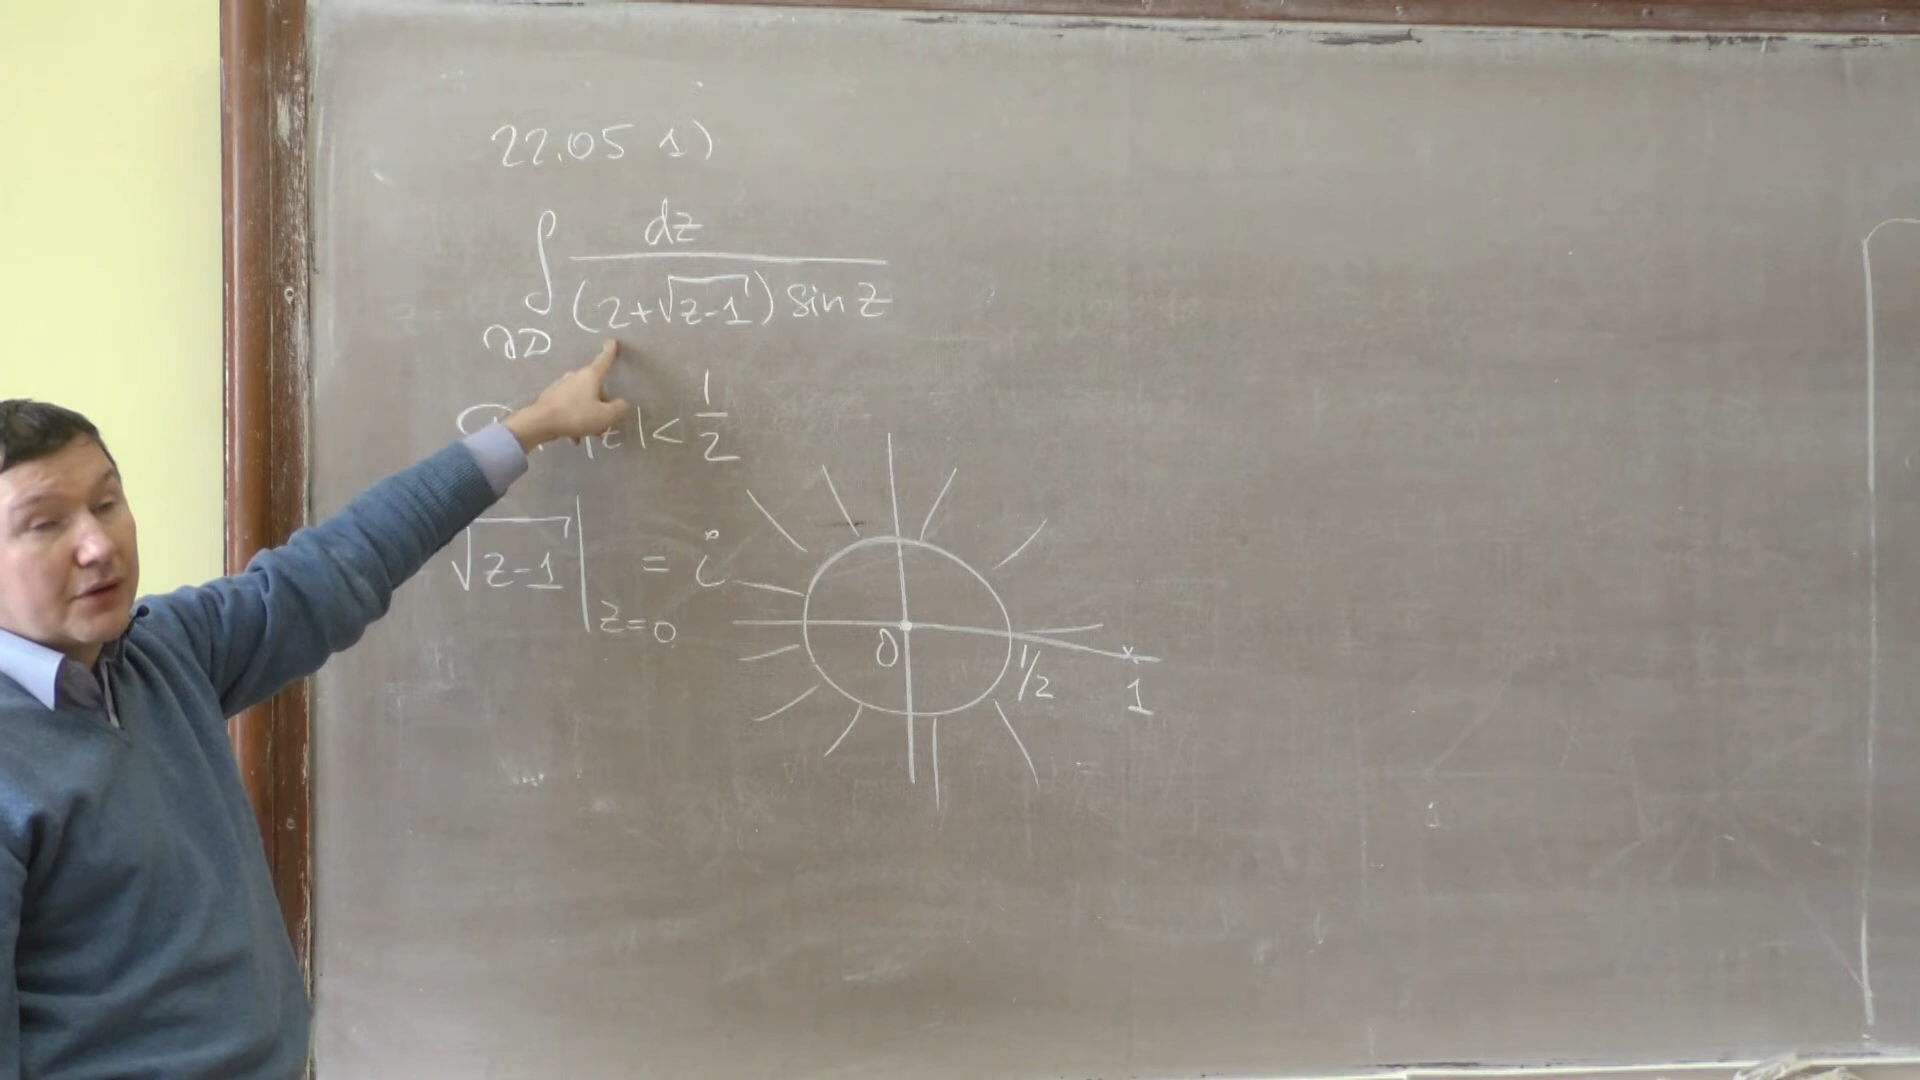 22.05 1)
∫ dz / (2+√(z-1)) sin z
∂D
|z|< 1/2
√(z-1) | z=0 = i
0
1/2
1